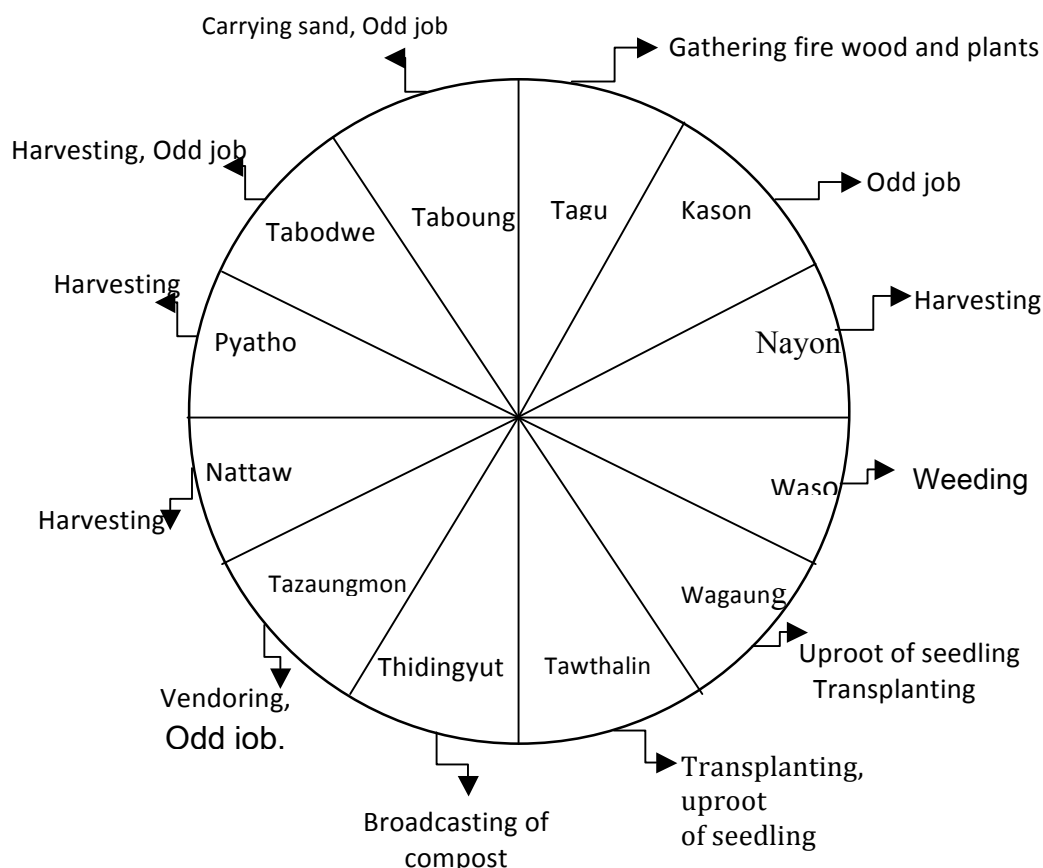 Carrying sand, Odd job
Gathering fire wood and plants
Harvesting, Odd job
Odd job
Taboung
Tagu
Kason
Tabodwe
Harvesting
Harvesting
Pyatho
Nayon
Nattaw
Waso
Weeding
Harvesting
Tazaungmon
Wagaung
Thidingyut
Tawthalin
Uproot of seedling
Transplanting
Vendoring,
Odd job.
Transplanting,
uproot
of seedling
Broadcasting of
compost